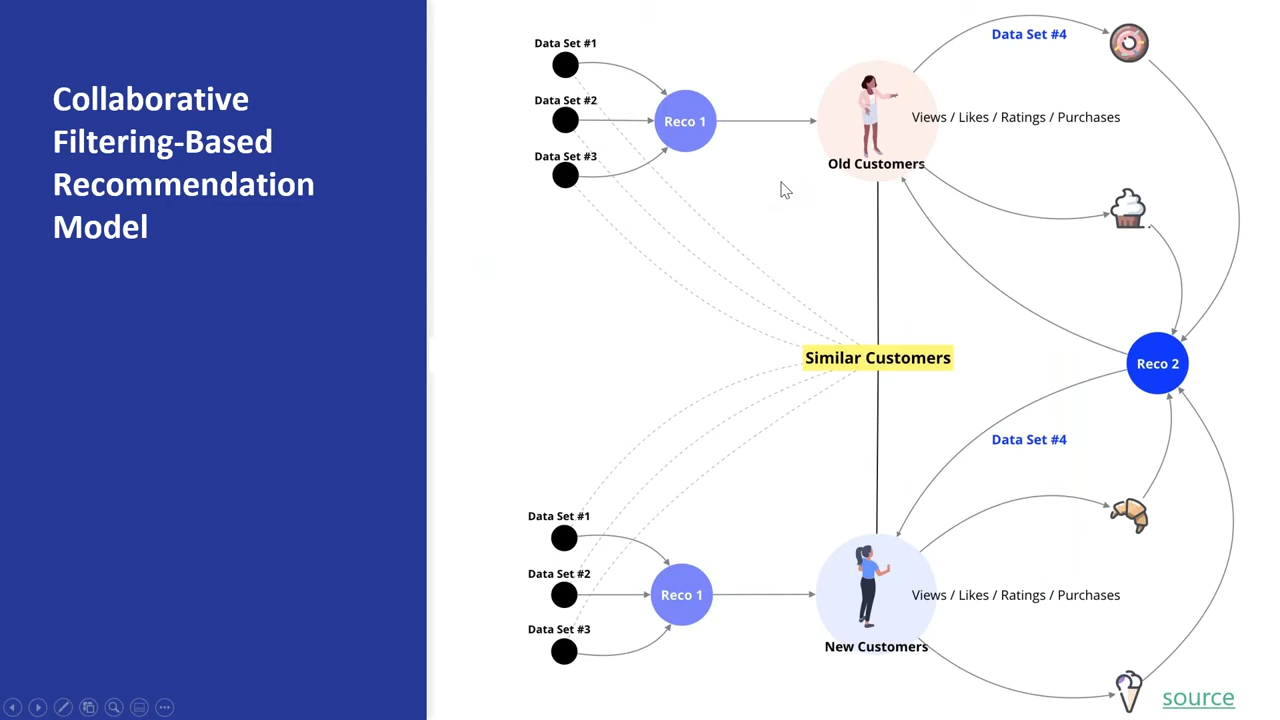 Collaborative
Filtering-Based
Recommendation
Model
Data Set #1
Data Set #2
Data Set #3
Reco 1
Old Customers
Data Set #4
Views / Likes / Ratings / Purchases
Similar Customers
Reco 2
Data Set #4
Data Set #1
Data Set #2
Data Set #3
Reco 1
New Customers
Views / Likes / Ratings / Purchases
source